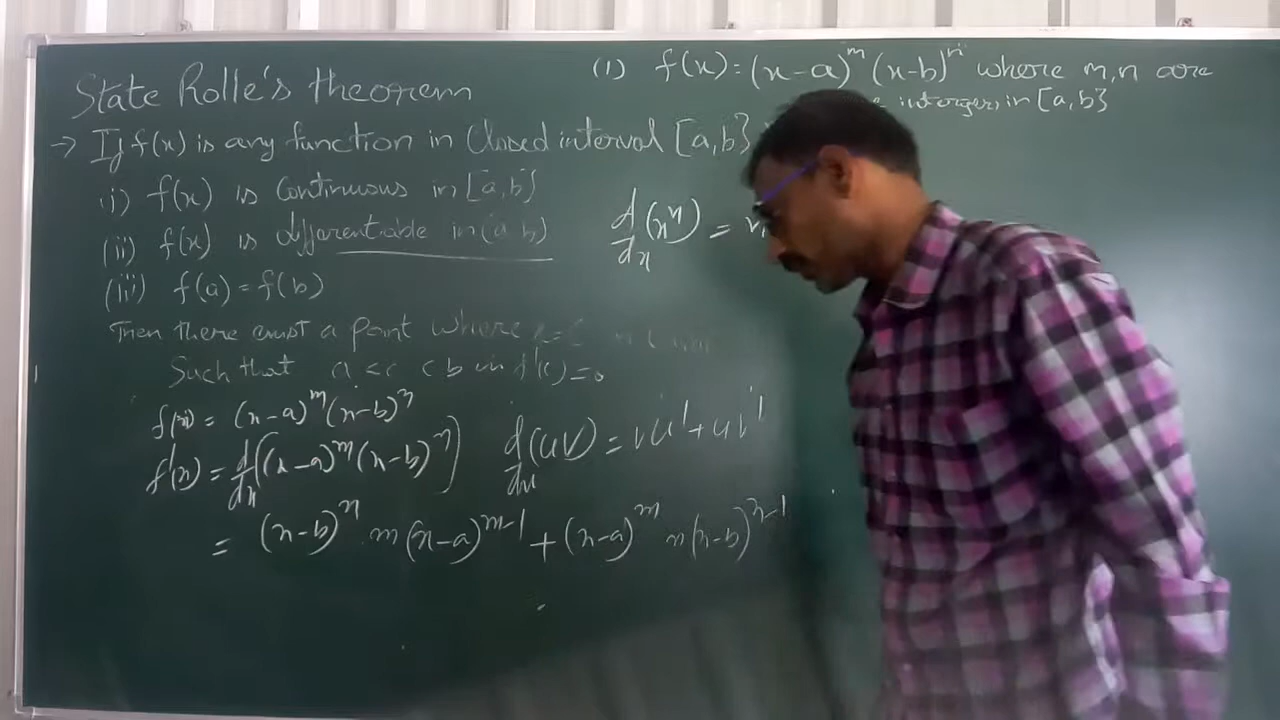 State Rolle's theorem
→ If f(x) is any function in Closed interval [a,b]
(i) f(x) is continuous in [a,b]
(ii) f(x) is differentiable in (a b)
(iii) f(a) = f(b)
Then there exist a point where
Such that a < c < b in f'(c) = 0
f(x) = (x-a)^m (x-b)^n
f'(x) = d/dx [(x-a)^m (x-b)^n]
= (x-b)^n . m(x-a)^{m-1} + (x-a)^m n(x-b)^{n-1}
(1) f(x) = (x-a)^m (x-b)^n where m,n are
integers in [a,b]
d/dx (x^n) = n
d/dx (uv) = vu' + uv'